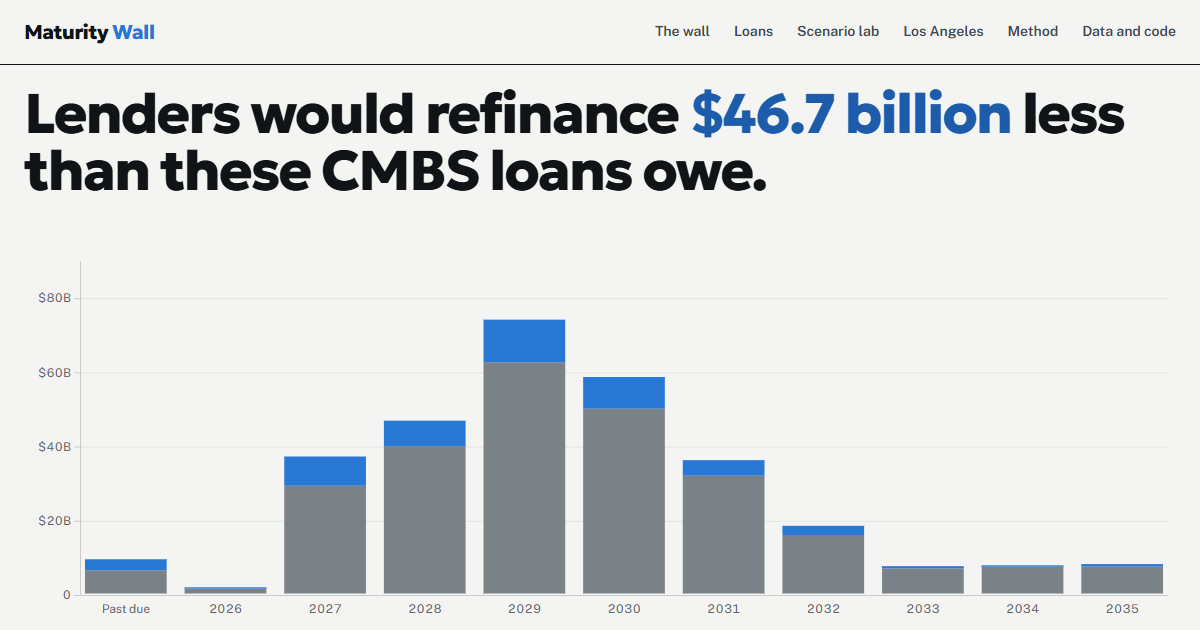 Maturity Wall
The wall Loans Scenario lab Los Angeles Method Data and code
Lenders would refinance $46.7 billion less
than these CMBS loans owe.
$80B
$60B
$40B
$20B
0
Past due 2026 2027 2028 2029 2030 2031 2032 2033 2034 2035